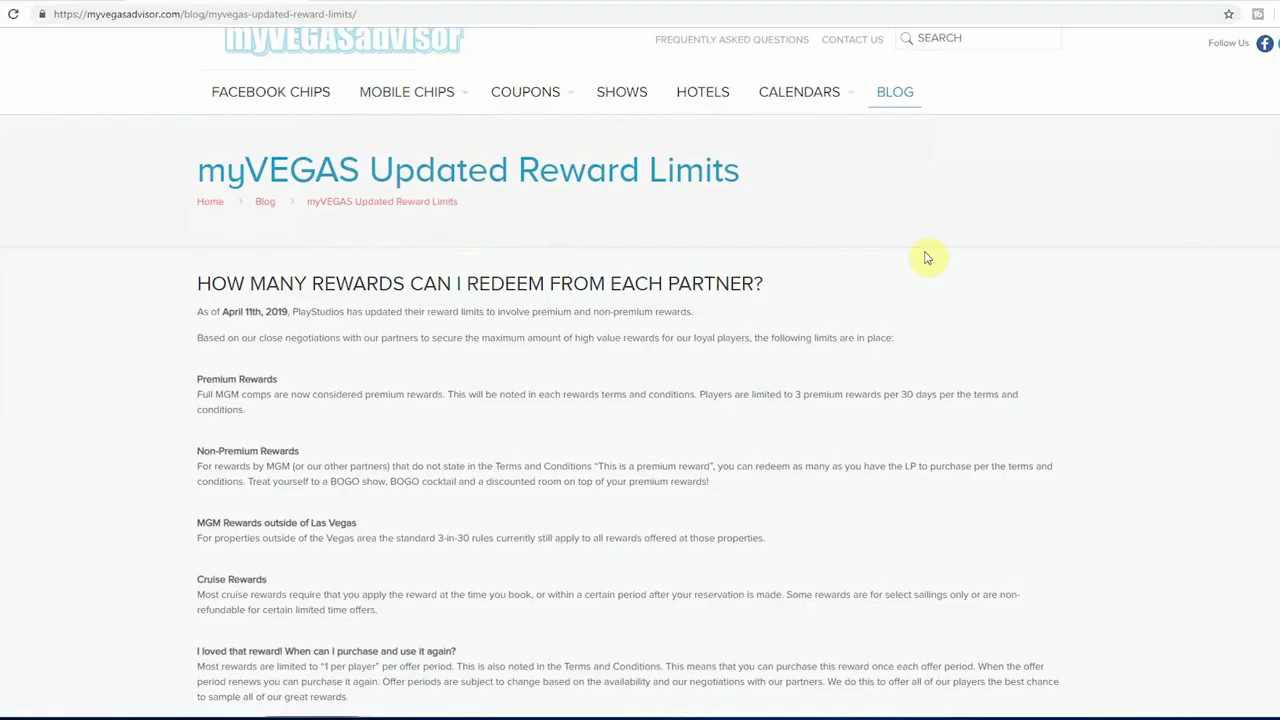 https://myvegasadvisor.com/blog/myvegas-updated-reward-limits/
myVEGASadvisor
FREQUENTLY ASKED QUESTIONS CONTACT US SEARCH
Follow Us
FACEBOOK CHIPS MOBILE CHIPS COUPONS SHOWS HOTELS CALENDARS BLOG
myVEGAS Updated Reward Limits
Home > Blog > myVEGAS Updated Reward Limits
HOW MANY REWARDS CAN I REDEEM FROM EACH PARTNER?
As of April 11th, 2019, PlayStudios has updated their reward limits to involve premium and non-premium rewards.
Based on our close negotiations with our partners to secure the maximum amount of high value rewards for our loyal players, the following limits are in place:
Premium Rewards
Full MGM comps are now considered premium rewards. This will be noted in each rewards terms and conditions. Players are limited to 3 premium rewards per 30 days per the terms and
conditions.
Non-Premium Rewards
For rewards by MGM (or our other partners) that do not state in the Terms and Conditions “This is a premium reward”, you can redeem as many as you have the LP to purchase per the terms and
conditions. Treat yourself to a BOGO show, BOGO cocktail and a discounted room on top of your premium rewards!
MGM Rewards outside of Las Vegas
For properties outside of the Vegas area the standard 3-in-30 rules currently still apply to all rewards offered at those properties.
Cruise Rewards
Most cruise rewards require that you apply the reward at the time you book, or within a certain period after your reservation is made. Some rewards are for select sailings only or are non-
refundable for certain limited time offers.
I loved that reward! When can I purchase and use it again?
Most rewards are limited to “1 per player” per offer period. This is also noted in the Terms and Conditions. This means that you can purchase this reward once each offer period. When the offer
period renews you can purchase it again. Offer periods are subject to change based on the availability and our negotiations with our partners. We do this to offer all of our players the best chance
to sample all of our great rewards.